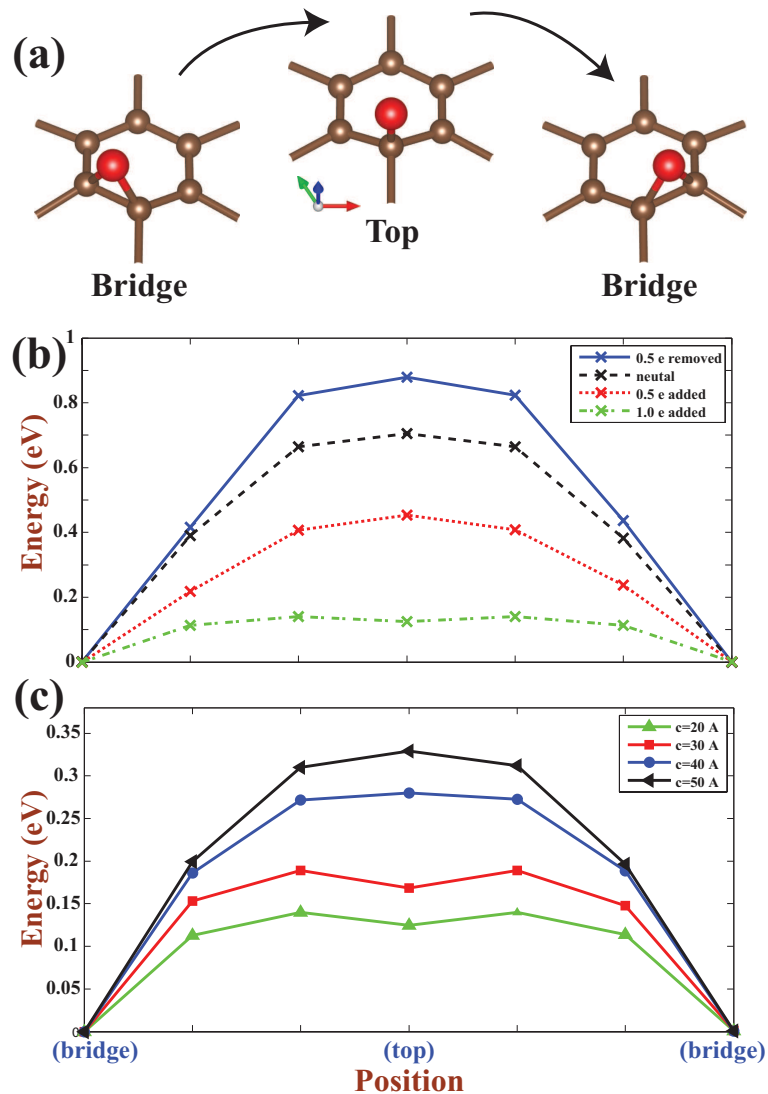 (a)
Bridge
Top
Bridge
(b)
1
0.8
0.6
0.4
0.2
0
Energy (eV)
0.5 e removed
neutal
0.5 e added
1.0 e added
(c)
0.35
0.3
0.25
0.2
0.15
0.1
0.05
0
Energy (eV)
c=20 A
c=30 A
c=40 A
c=50 A
(bridge) (top) (bridge)
Position